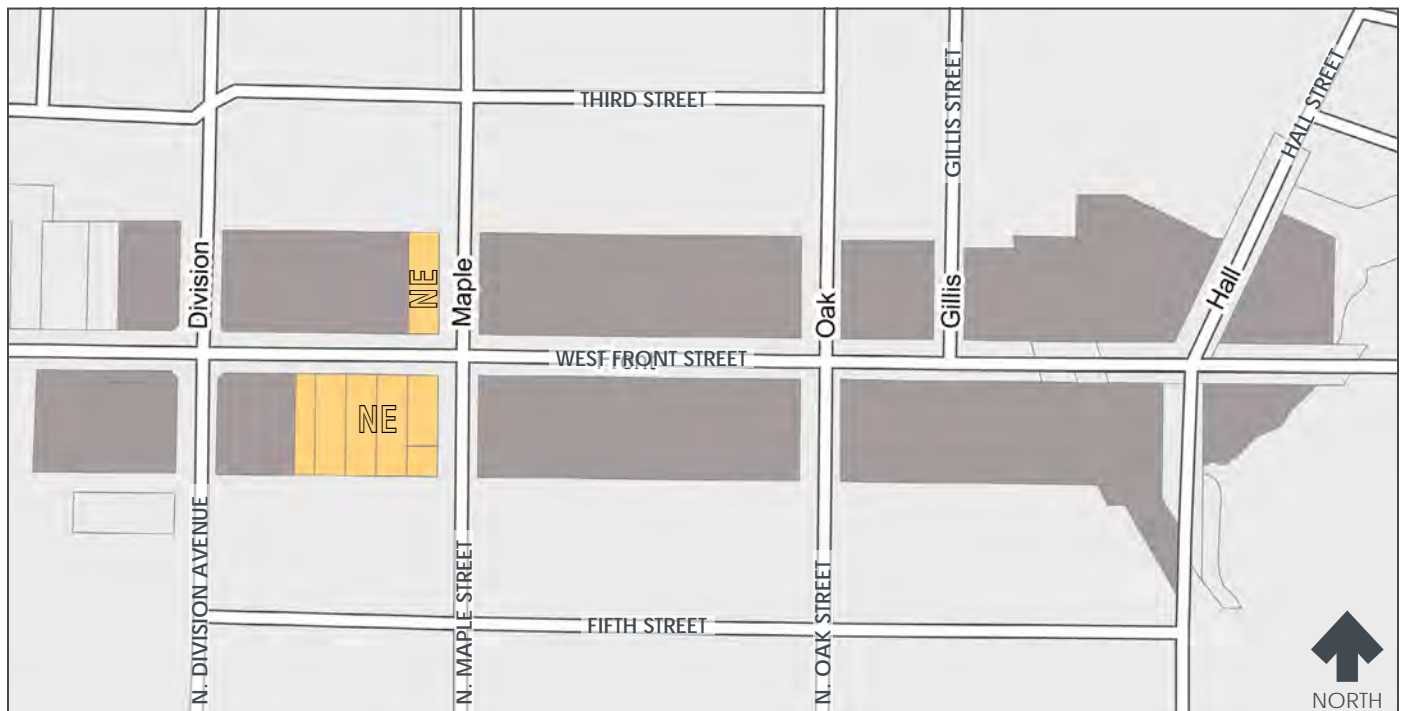 THIRD STREET
GILLIS STREET
HALL STREET
Division
NE
Maple
Oak
Gillis
Hall
WEST FRONT STREET
Front
NE
N. DIVISION AVENUE
N. MAPLE STREET
N. OAK STREET
FIFTH STREET
NORTH